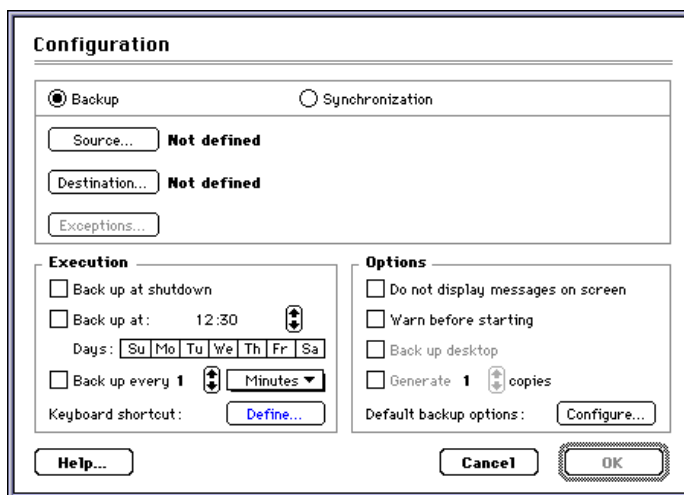 Configuration
Backup Synchronization
Source... Not defined
Destination... Not defined
Exceptions...
Execution
Back up at shutdown
Back up at: 12:30
Days: Su Mo Tu We Th Fr Sa
Back up every 1 Minutes
Keyboard shortcut: Define...
Options
Do not display messages on screen
Warn before starting
Back up desktop
Generate 1 copies
Default backup options: Configure...
Help... Cancel OK